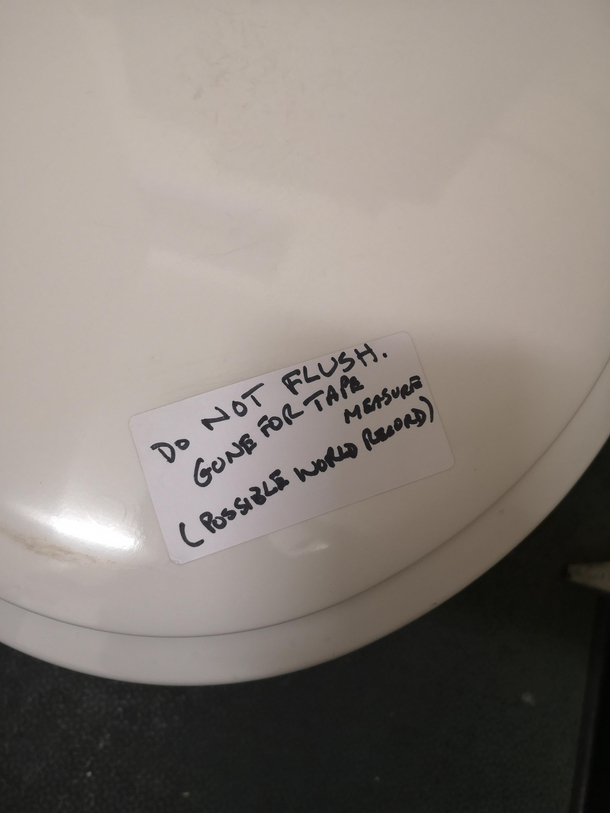 DO NOT FLUSH.
GONE FOR TAPE
MEASURE
(POSSIBLE WORLD RECORD)